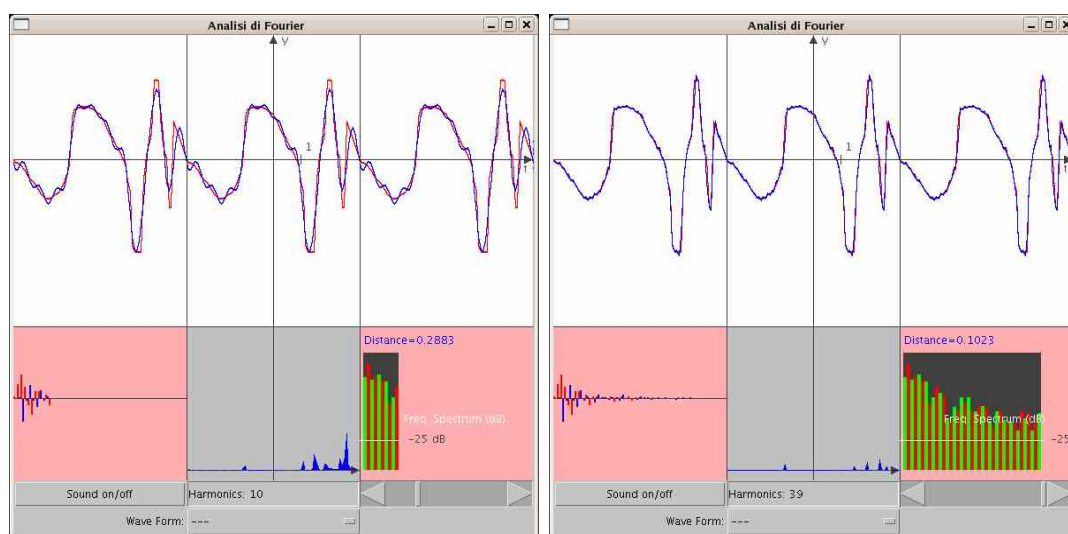 Analisi di Fourier
y
1
t
Distance=0.2883
Freq. Spectrum (dB)
-25 dB
Sound on/off
Harmonics: 10
Wave Form:
---
Analisi di Fourier
y
1
t
Distance=0.1023
Freq. Spectrum (dB)
-25
Sound on/off
Harmonics: 39
Wave Form:
---